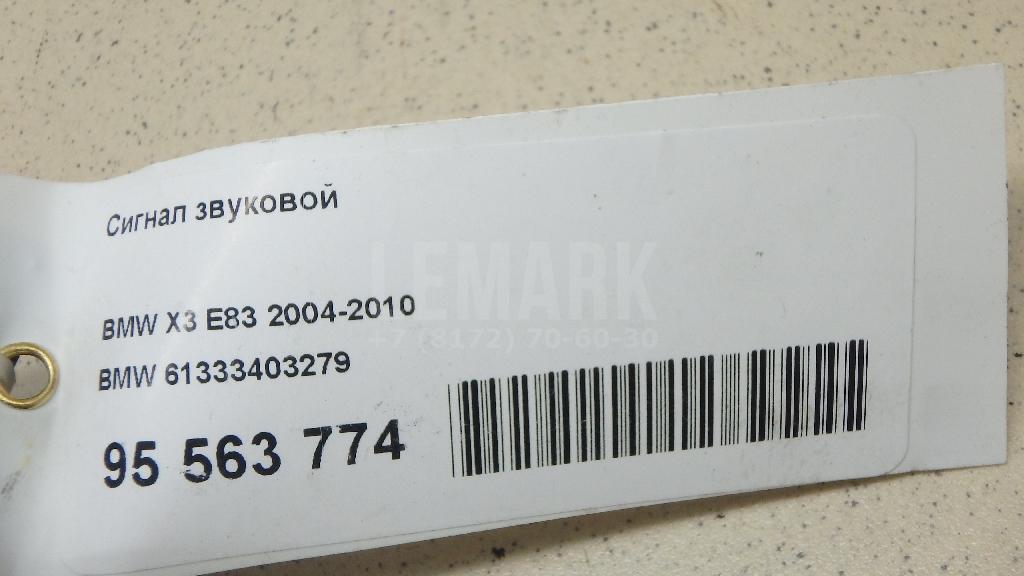 Сигнал звуковой
LEMARK
+7 (8172) 70-60-30
BMW X3 E83 2004-2010
BMW 61333403279
95 563 774